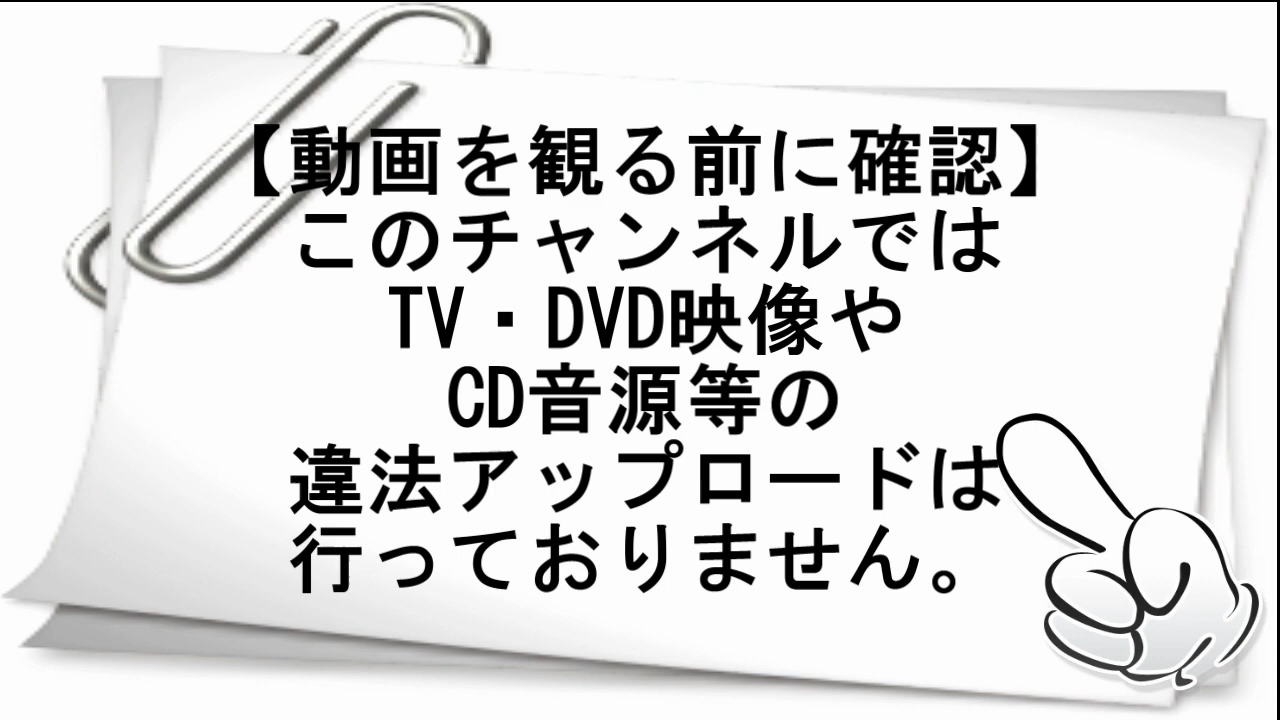 【動画を観る前に確認】
このチャンネルでは
TV・DVD映像や
CD音源等の
違法アップロードは
行っておりません。